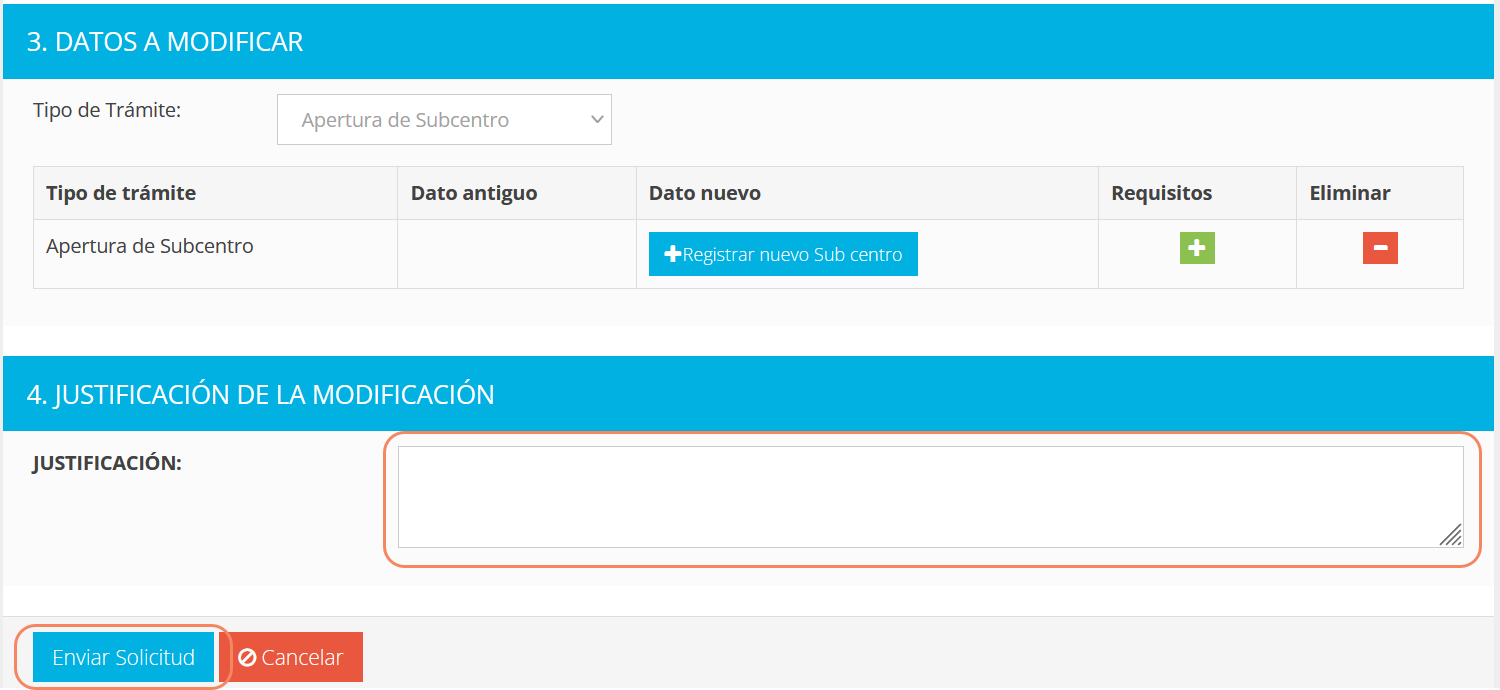 3. DATOS A MODIFICAR
Tipo de Trámite:
Apertura de Subcentro
Tipo de trámite Dato antiguo Dato nuevo Requisitos Eliminar
Apertura de Subcentro Registrar nuevo Sub centro
4. JUSTIFICACIÓN DE LA MODIFICACIÓN
JUSTIFICACIÓN:
Enviar Solicitud Cancelar